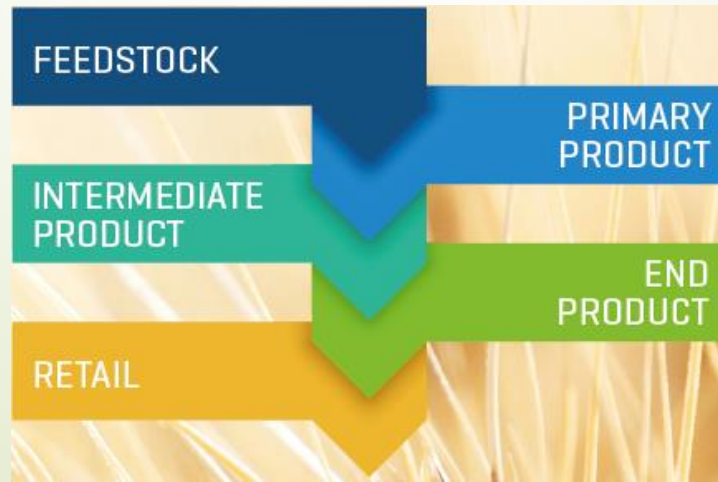 FEEDSTOCK
PRIMARY
PRODUCT
INTERMEDIATE
PRODUCT
END
PRODUCT
RETAIL